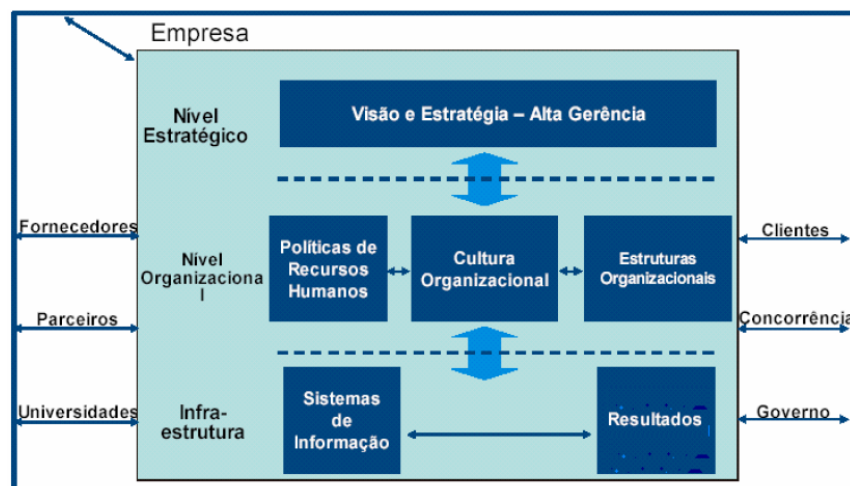 Empresa
Nível
Estratégico
Visão e Estratégia – Alta Gerência
Fornecedores
Parceiros
Universidades
Nível
Organizaciona
l
Políticas de
Recursos
Humanos
Cultura
Organizacional
Estruturas
Organizacionais
Clientes
Concorrência
Governo
Infra-
estrutura
Sistemas
de
Informação
Resultados